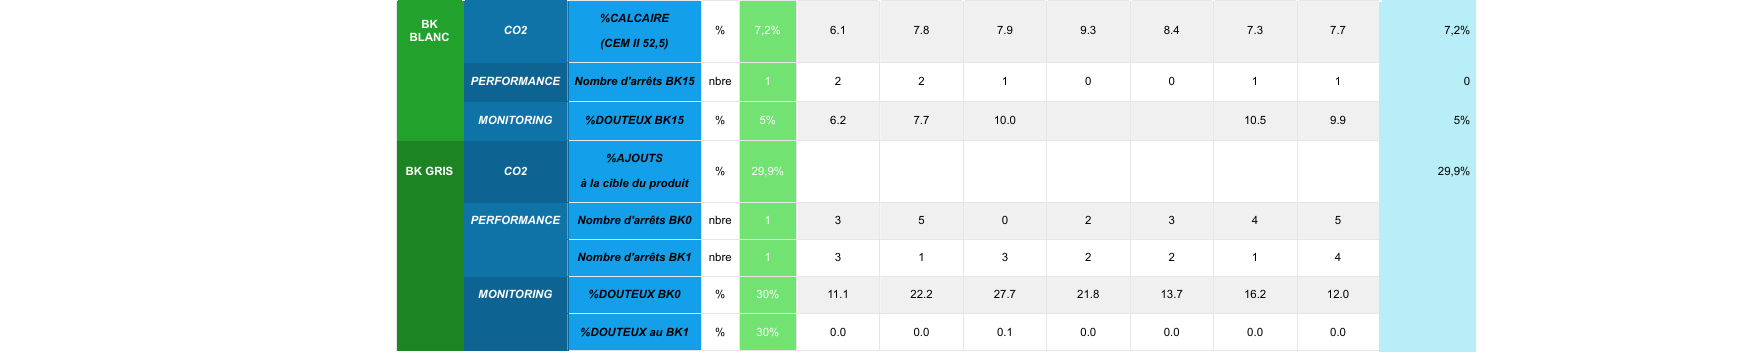 BK BLANC CO2 %CALCAIRE (CEM II 52,5) % 7,2% 6.1 7.8 7.9 9.3 8.4 7.3 7.7 7,2%
PERFORMANCE Nombre d'arrêts BK15 nbre 1 2 2 1 0 0 1 1 0
MONITORING %DOUTEUX BK15 % 5% 6.2 7.7 10.0 10.5 9.9 5%
BK GRIS CO2 %AJOUTS à la cible du produit % 29,9% 29,9%
PERFORMANCE Nombre d'arrêts BK0 nbre 1 3 5 0 2 3 4 5
Nombre d'arrêts BK1 nbre 1 3 1 3 2 2 1 4
MONITORING %DOUTEUX BK0 % 30% 11.1 22.2 27.7 21.8 13.7 16.2 12.0
%DOUTEUX au BK1 % 30% 0.0 0.0 0.1 0.0 0.0 0.0 0.0